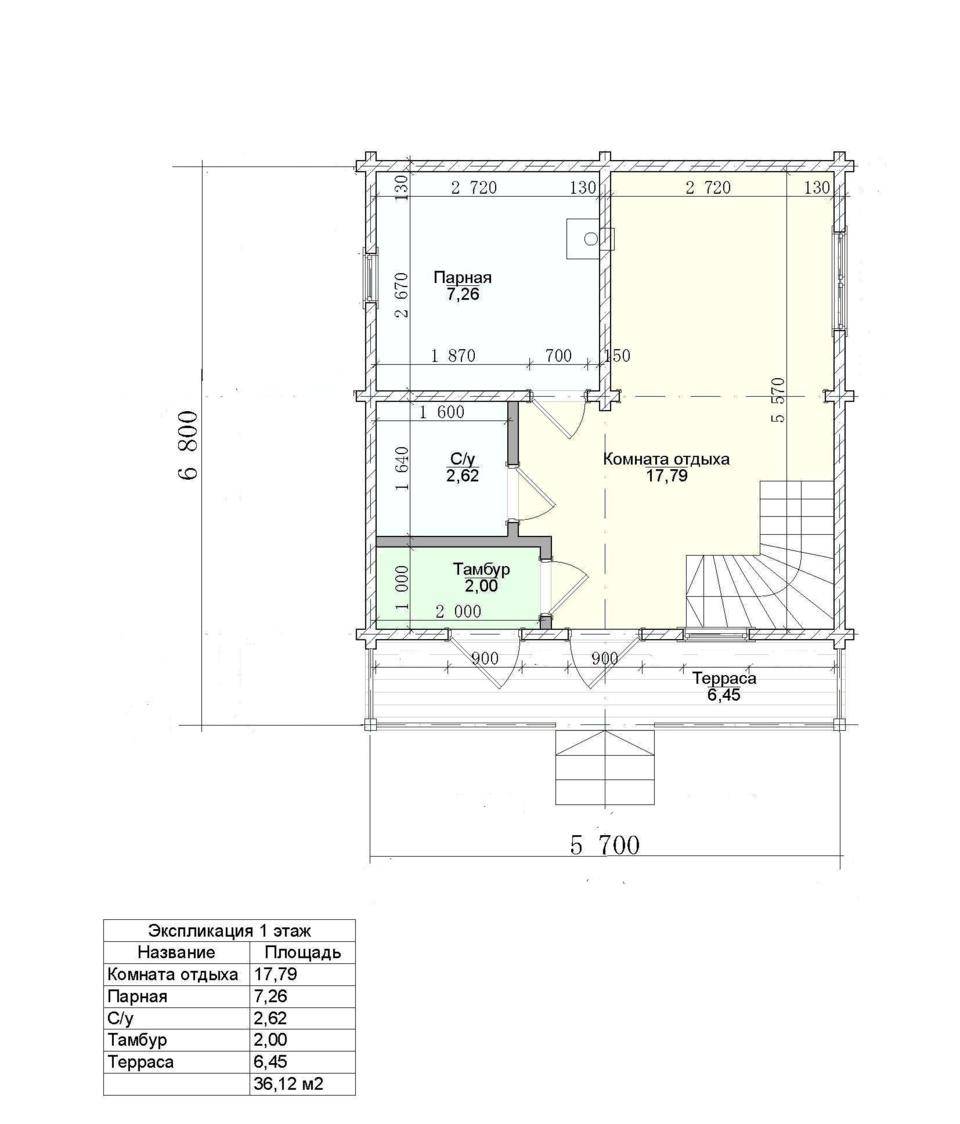 130
2 720
130
2 720
130
Парная
7,26
2 670
1 870
700
150
5 570
6 800
1 600
С/у
2,62
1 640
Комната отдыха
17,79
Тамбур
2,00
1 000
2 000
900
900
Терраса
6,45
5 700
Экспликация 1 этаж
Название Площадь
Комната отдыха 17,79
Парная 7,26
С/у 2,62
Тамбур 2,00
Терраса 6,45
36,12 м2